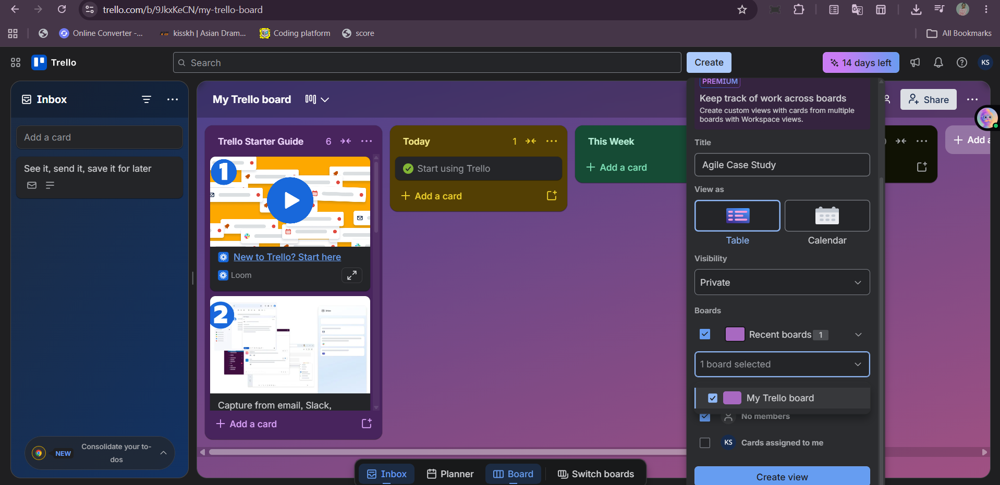 trello.com/b/9JkxKeCN/my-trello-board
Online Converter -...
kisskh | Asian Dram...
Coding platform
score
All Bookmarks
Trello
Search
Create
14 days left
KS
Inbox
Add a card
See it, send it, save it for later
NEW
Consolidate your to-
dos
My Trello board
Share
Trello Starter Guide 6
1
New to Trello? Start here
Loom
2
Capture from email, Slack,
+ Add a card
Today 1
Start using Trello
+ Add a card
This Week
+ Add a card
+ Add a
PREMIUM
Keep track of work across boards
Create custom views with cards from multiple
boards with Workspace views.
Title
Agile Case Study
View as
Table
Calendar
Visibility
Private
Boards
Recent boards 1
1 board selected
My Trello board
No members
KS Cards assigned to me
Create view
Inbox
Planner
Board
Switch boards